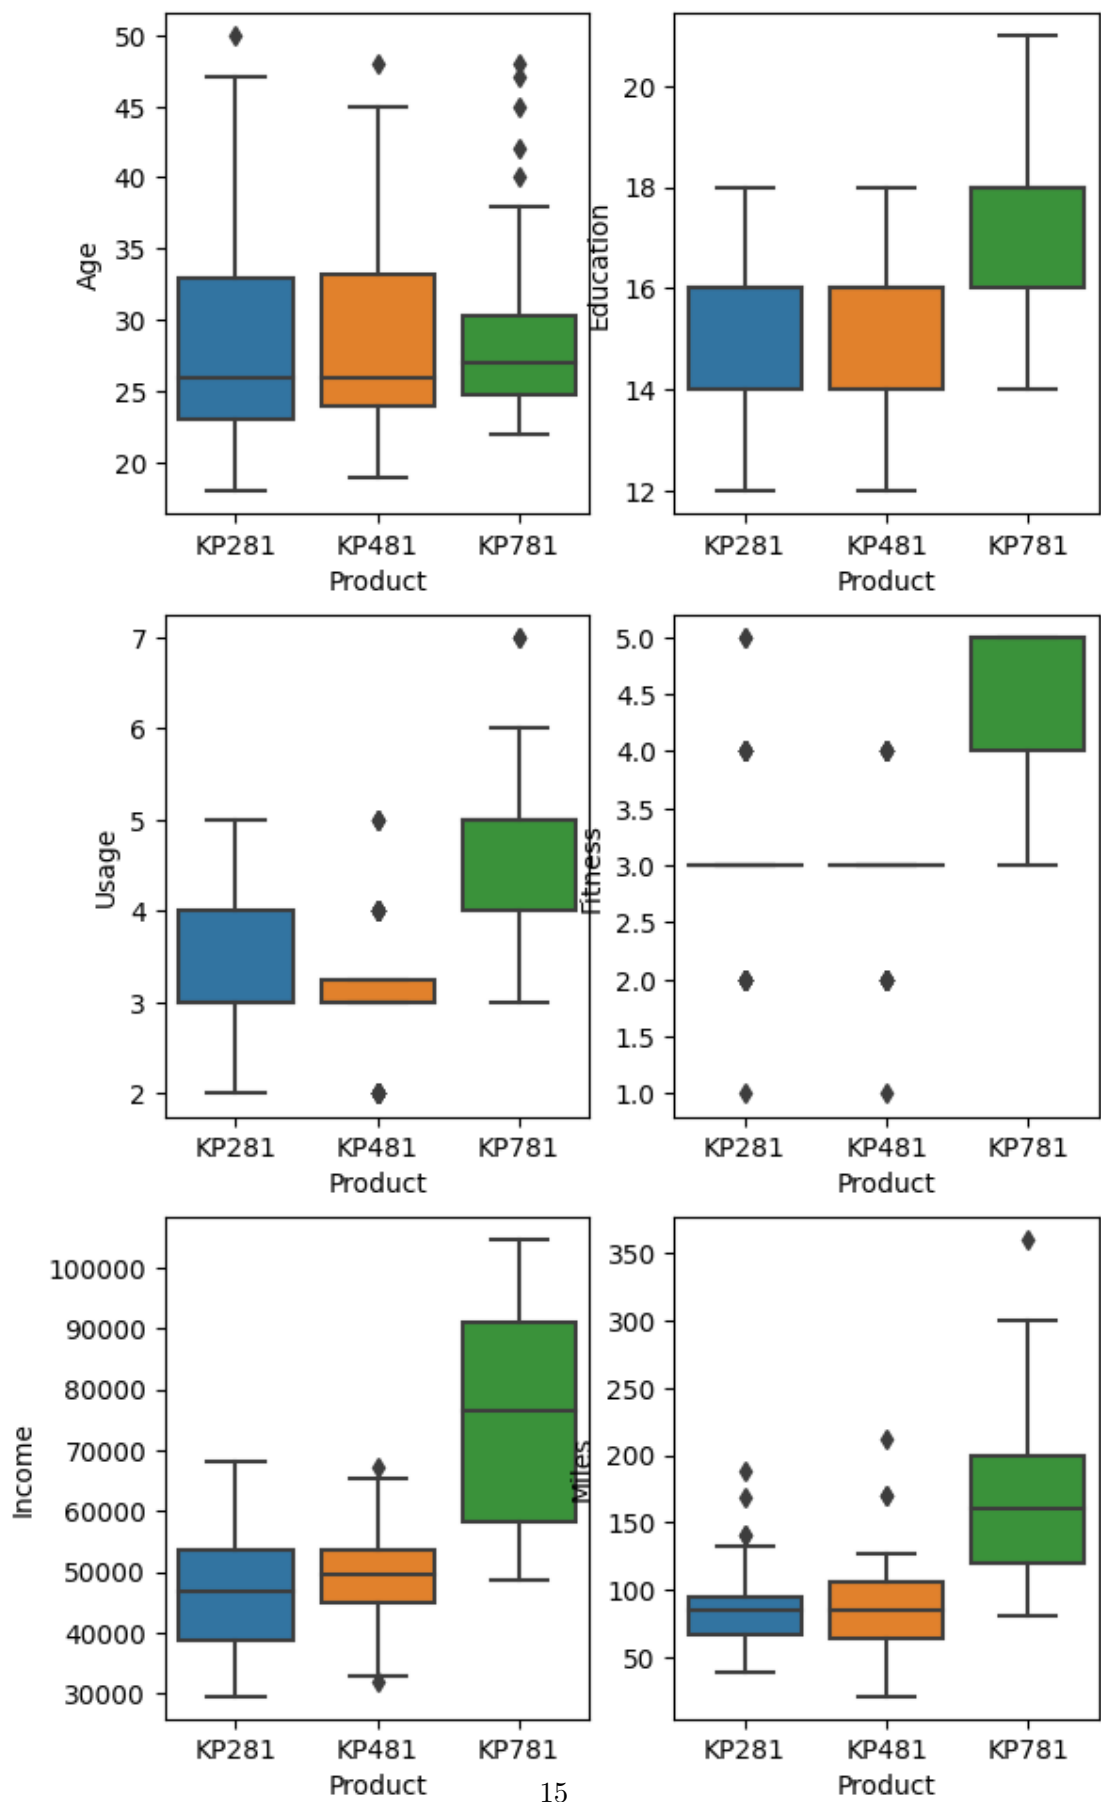 50
45
40
35
30
25
20
Age
KP281 KP481 KP781
Product
20
18
16
14
12
Education
KP281 KP481 KP781
Product
7
6
5
4
3
2
Usage
KP281 KP481 KP781
Product
5.0
4.5
4.0
3.5
3.0
2.5
2.0
1.5
1.0
Fitness
KP281 KP481 KP781
Product
100000
90000
80000
70000
60000
50000
40000
30000
Income
KP281 KP481 KP781
Product
350
300
250
200
150
100
50
Miles
KP281 KP481 KP781
Product
15